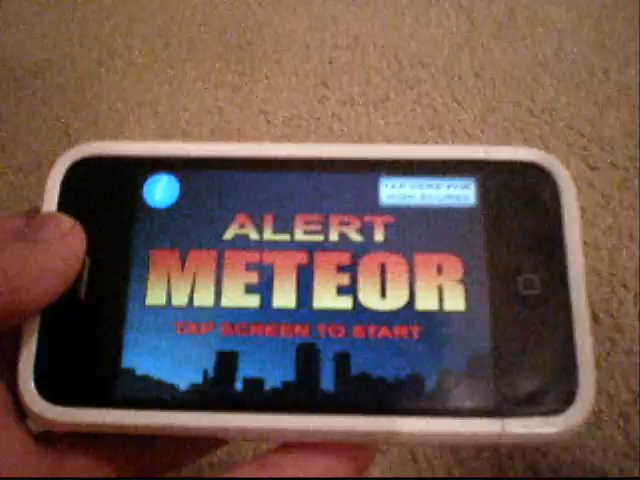 TAP HERE FOR
HIGH SCORES
ALERT
METEOR
TAP SCREEN TO START